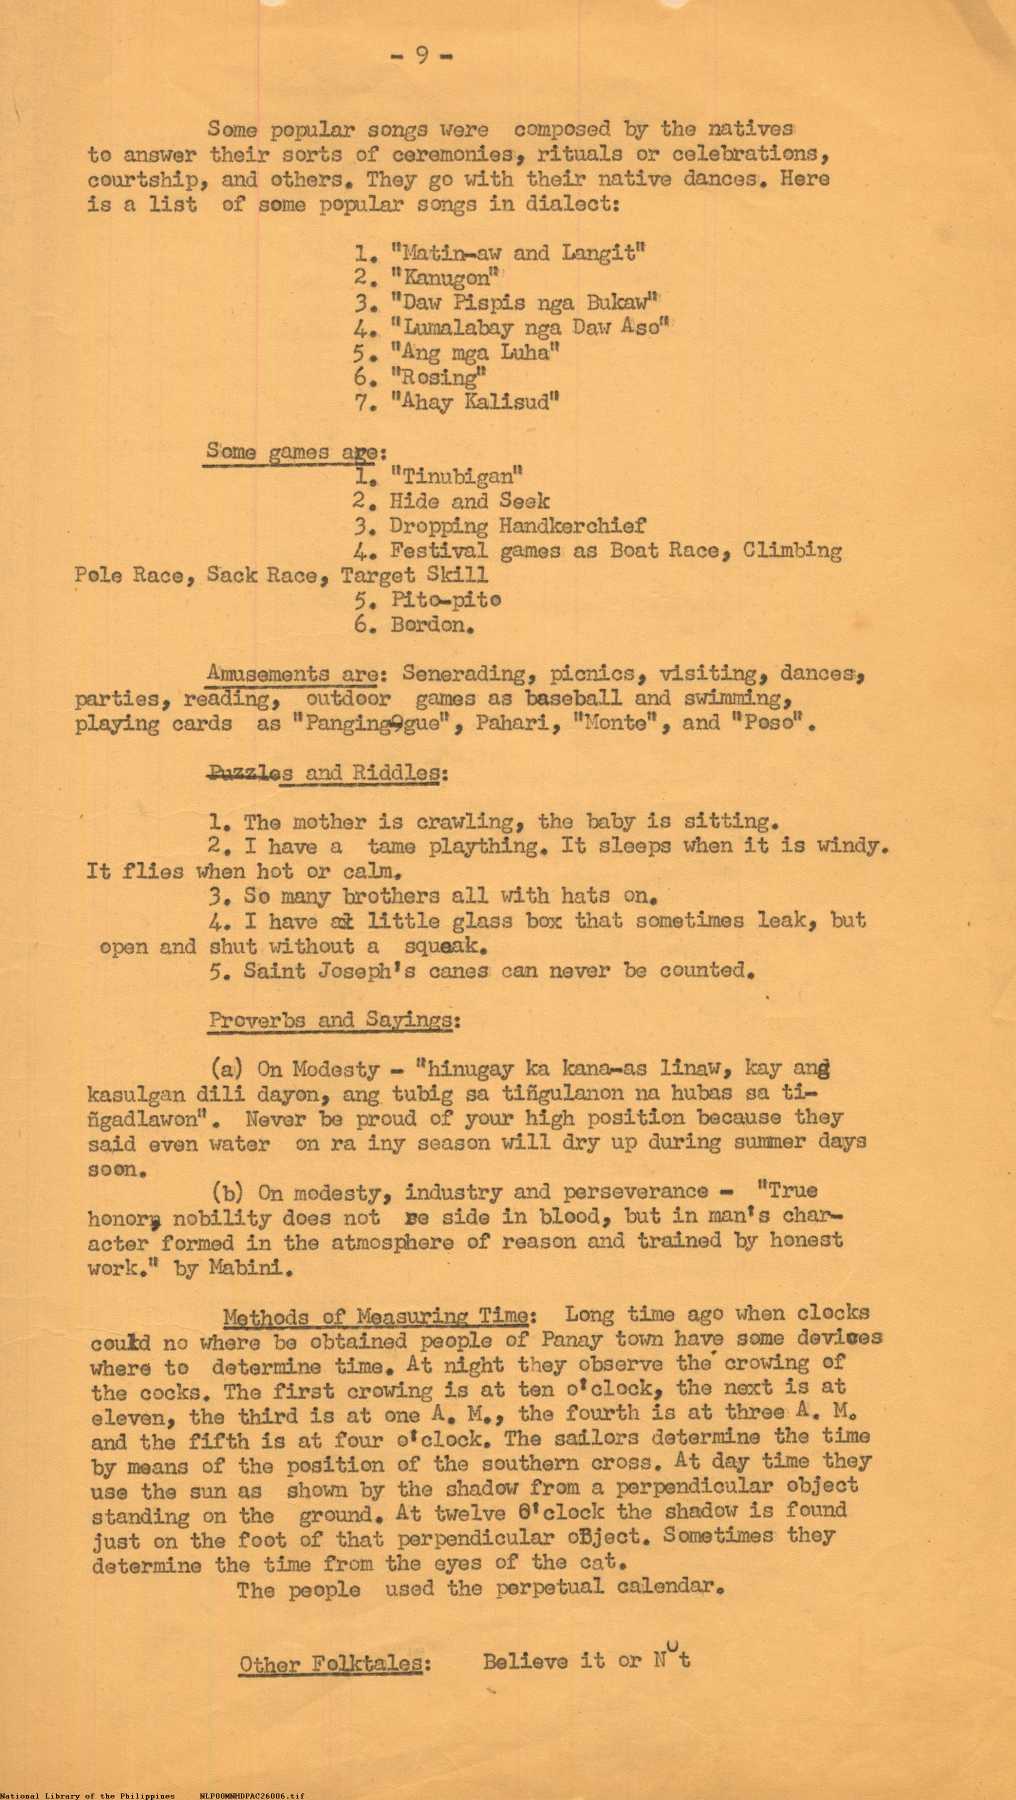 - 9 -
Some popular songs were composed by the natives
to answer their sorts of ceremonies, rituals or celebrations,
courtship, and others. They go with their native dances. Here
is a list of some popular songs in dialect:
1. "Matin-aw and Langit"
2. "Kanugon"
3. "Daw Pispis nga Bukaw"
4. "Lumalabay nga Daw Aso"
5. "Ang mga Luha"
6. "Rosing"
7. "Ahay Kalisud"
Some games are:
1. "Tinubigan"
2. Hide and Seek
3. Dropping Handkerchief
4. Festival games as Boat Race, Climbing
Pole Race, Sack Race, Target Skill
5. Pito-pito
6. Bordon.
Amusements are: Senerading, picnics, visiting, dances,
parties, reading, outdoor games as baseball and swimming,
playing cards as "Panginggue", Pahari, "Monte", and "Poso".
Puzzles and Riddles:
1. The mother is crawling, the baby is sitting.
2. I have a tame plaything. It sleeps when it is windy.
It flies when hot or calm.
3. So many brothers all with hats on.
4. I have a little glass box that sometimes leak, but
open and shut without a squeak.
5. Saint Joseph's canes can never be counted.
Proverbs and Sayings:
(a) On Modesty - "hinugay ka kana-as linaw, kay ang
kasulgan dili dayon, ang tubig sa tiñgulanon na hubas sa ti-
ñgadlawon". Never be proud of your high position because they
said even water on ra iny season will dry up during summer days
soon.
(b) On modesty, industry and perseverance - "True
honor, nobility does not re side in blood, but in man's char-
acter formed in the atmosphere of reason and trained by honest
work." by Mabini.
Methods of Measuring Time: Long time ago when clocks
could no where be obtained people of Panay town have some devices
where to determine time. At night they observe the crowing of
the cocks. The first crowing is at ten o'clock, the next is at
eleven, the third is at one A. M., the fourth is at three A. M.
and the fifth is at four o'clock. The sailors determine the time
by means of the position of the southern cross. At day time they
use the sun as shown by the shadow from a perpendicular object
standing on the ground. At twelve O'clock the shadow is found
just on the foot of that perpendicular oBject. Sometimes they
determine the time from the eyes of the cat.
The people used the perpetual calendar.
Other Folktales: Believe it or Not
National Library of the Philippines NLPOOMNHDPAC26006.tif